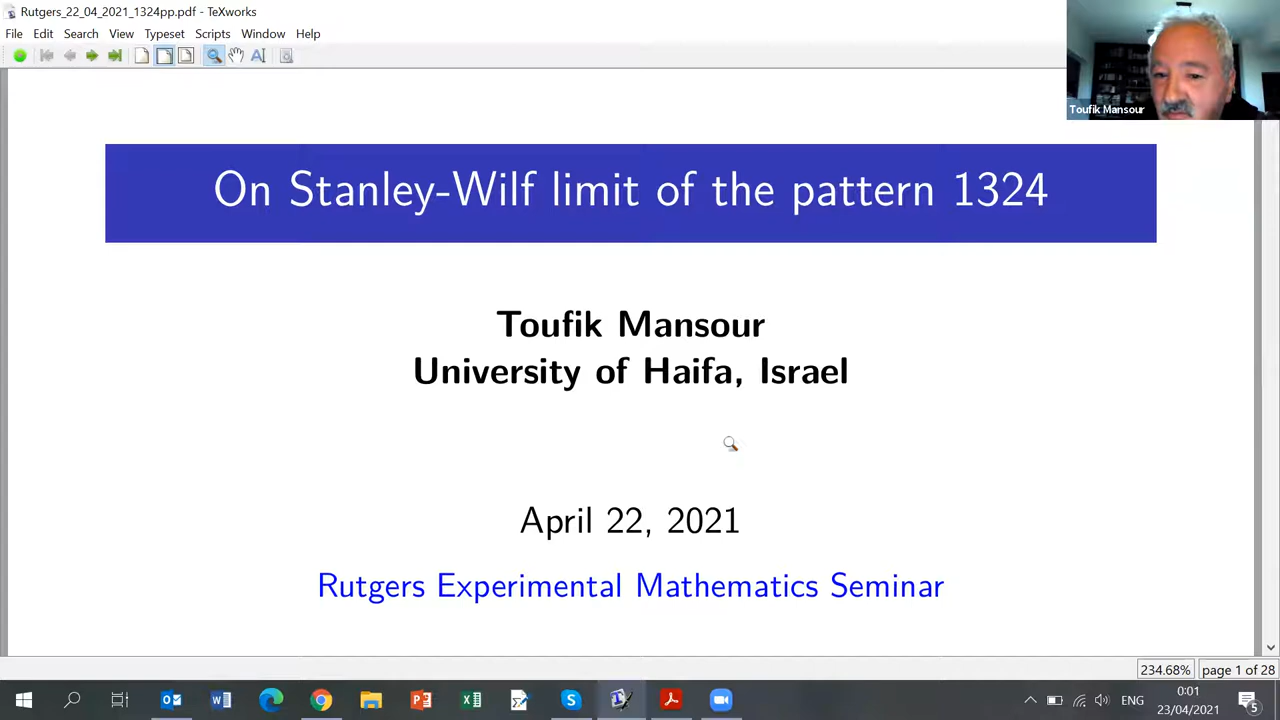 Rutgers_22_04_2021_1324pp.pdf - TeXworks
File Edit Search View Typeset Scripts Window Help
Toufik Mansour
On Stanley-Wilf limit of the pattern 1324
Toufik Mansour
University of Haifa, Israel
April 22, 2021
Rutgers Experimental Mathematics Seminar
234.68% page 1 of 28
ENG
0:01
23/04/2021
5